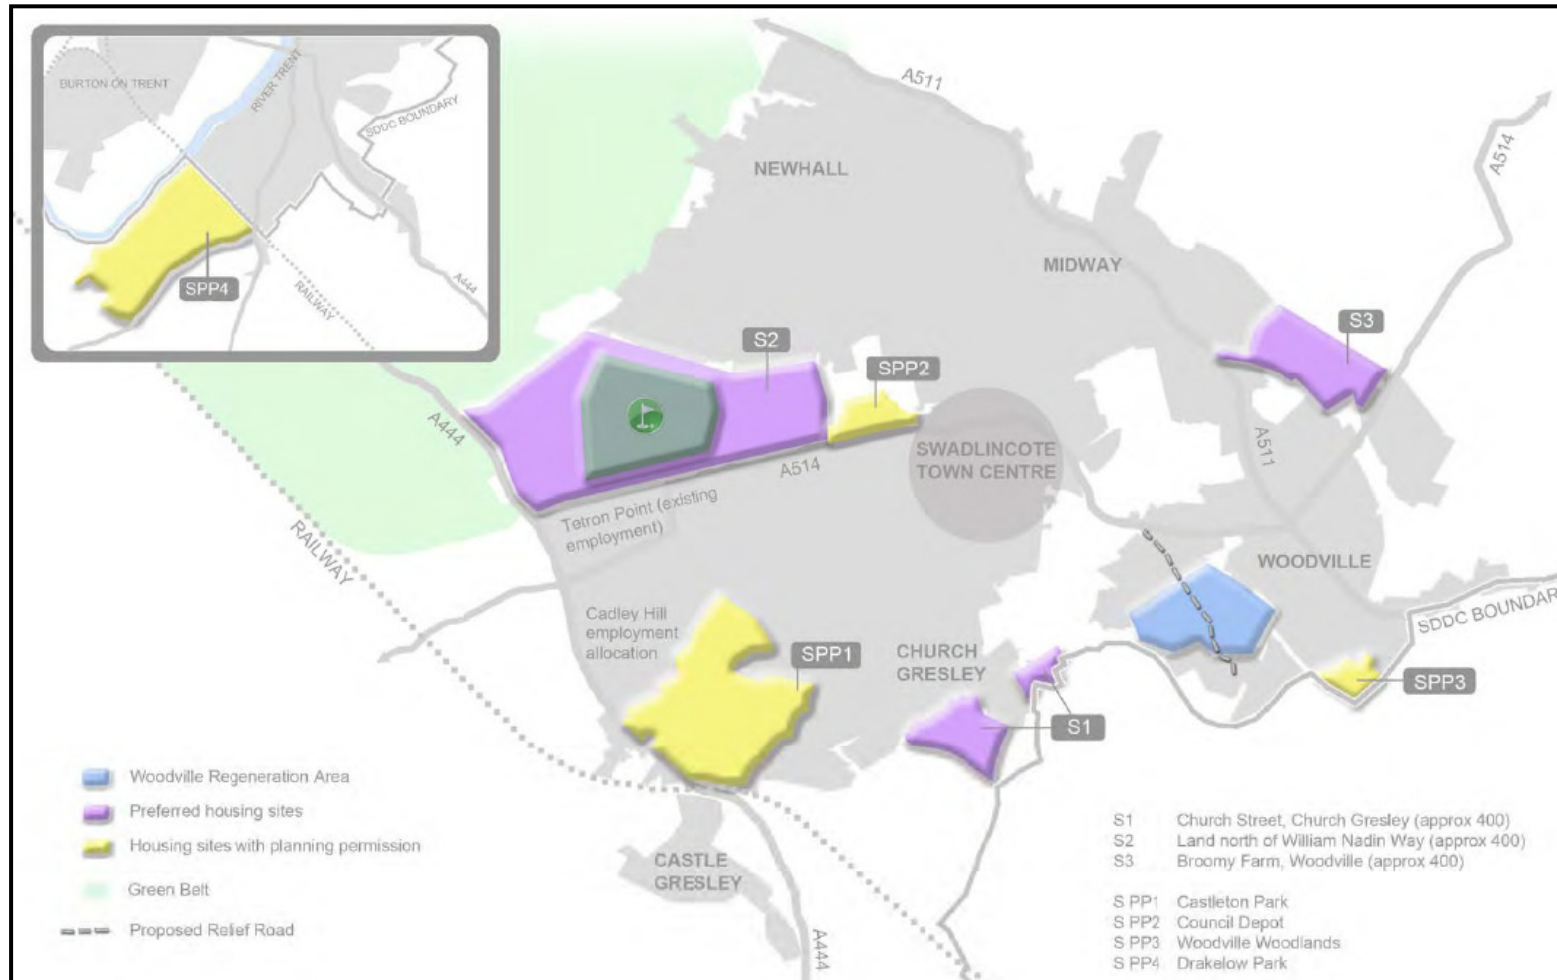 BURTON ON TRENT
RIVER TRENT
SDDC BOUNDARY
SPP4
RAILWAY
A444
A511
A514
NEWHALL
MIDWAY
S3
S2
SPP2
A444
A514
SWADLINCOTE
TOWN CENTRE
A511
Tetron Point (existing
employment)
RAILWAY
WOODVILLE
SDDC BOUNDAR
Cadley Hill
employment
allocation
SPP1
CHURCH
GRESLEY
SPP3
S1
Woodville Regeneration Area
Preferred housing sites
Housing sites with planning permission
Green Belt
Proposed Relief Road
CASTLE
GRESLEY
A444
S1 Church Street, Church Gresley (approx 400)
S2 Land north of William Nadin Way (approx 400)
S3 Broomy Farm, Woodville (approx 400)
S PP1 Castleton Park
S PP2 Council Depot
S PP3 Woodville Woodlands
S PP4 Drakelow Park